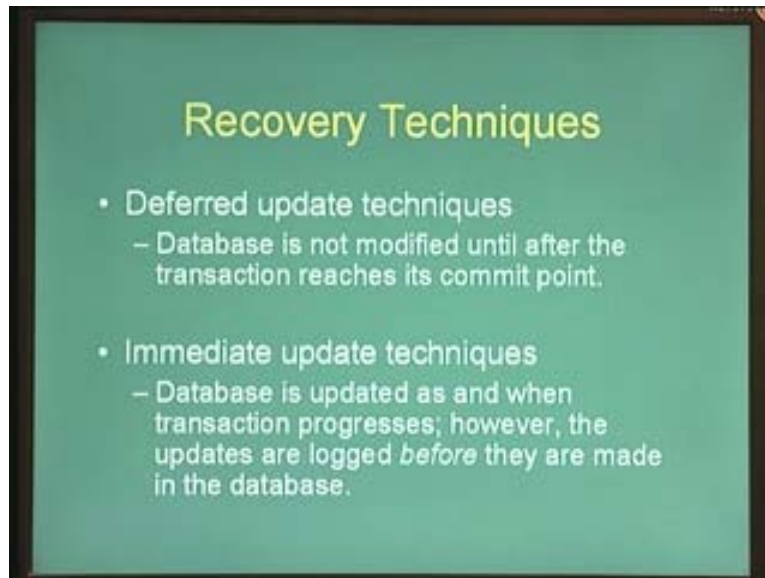 Recovery Techniques
• Deferred update techniques
– Database is not modified until after the
transaction reaches its commit point.
• Immediate update techniques
– Database is updated as and when
transaction progresses; however, the
updates are logged before they are made
in the database.